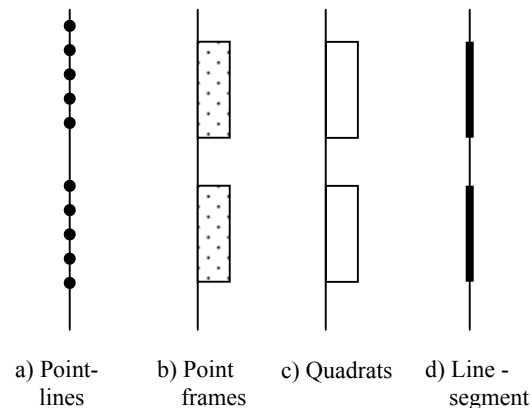 a) Point-
lines
b) Point
frames
c) Quadrats
d) Line -
segment